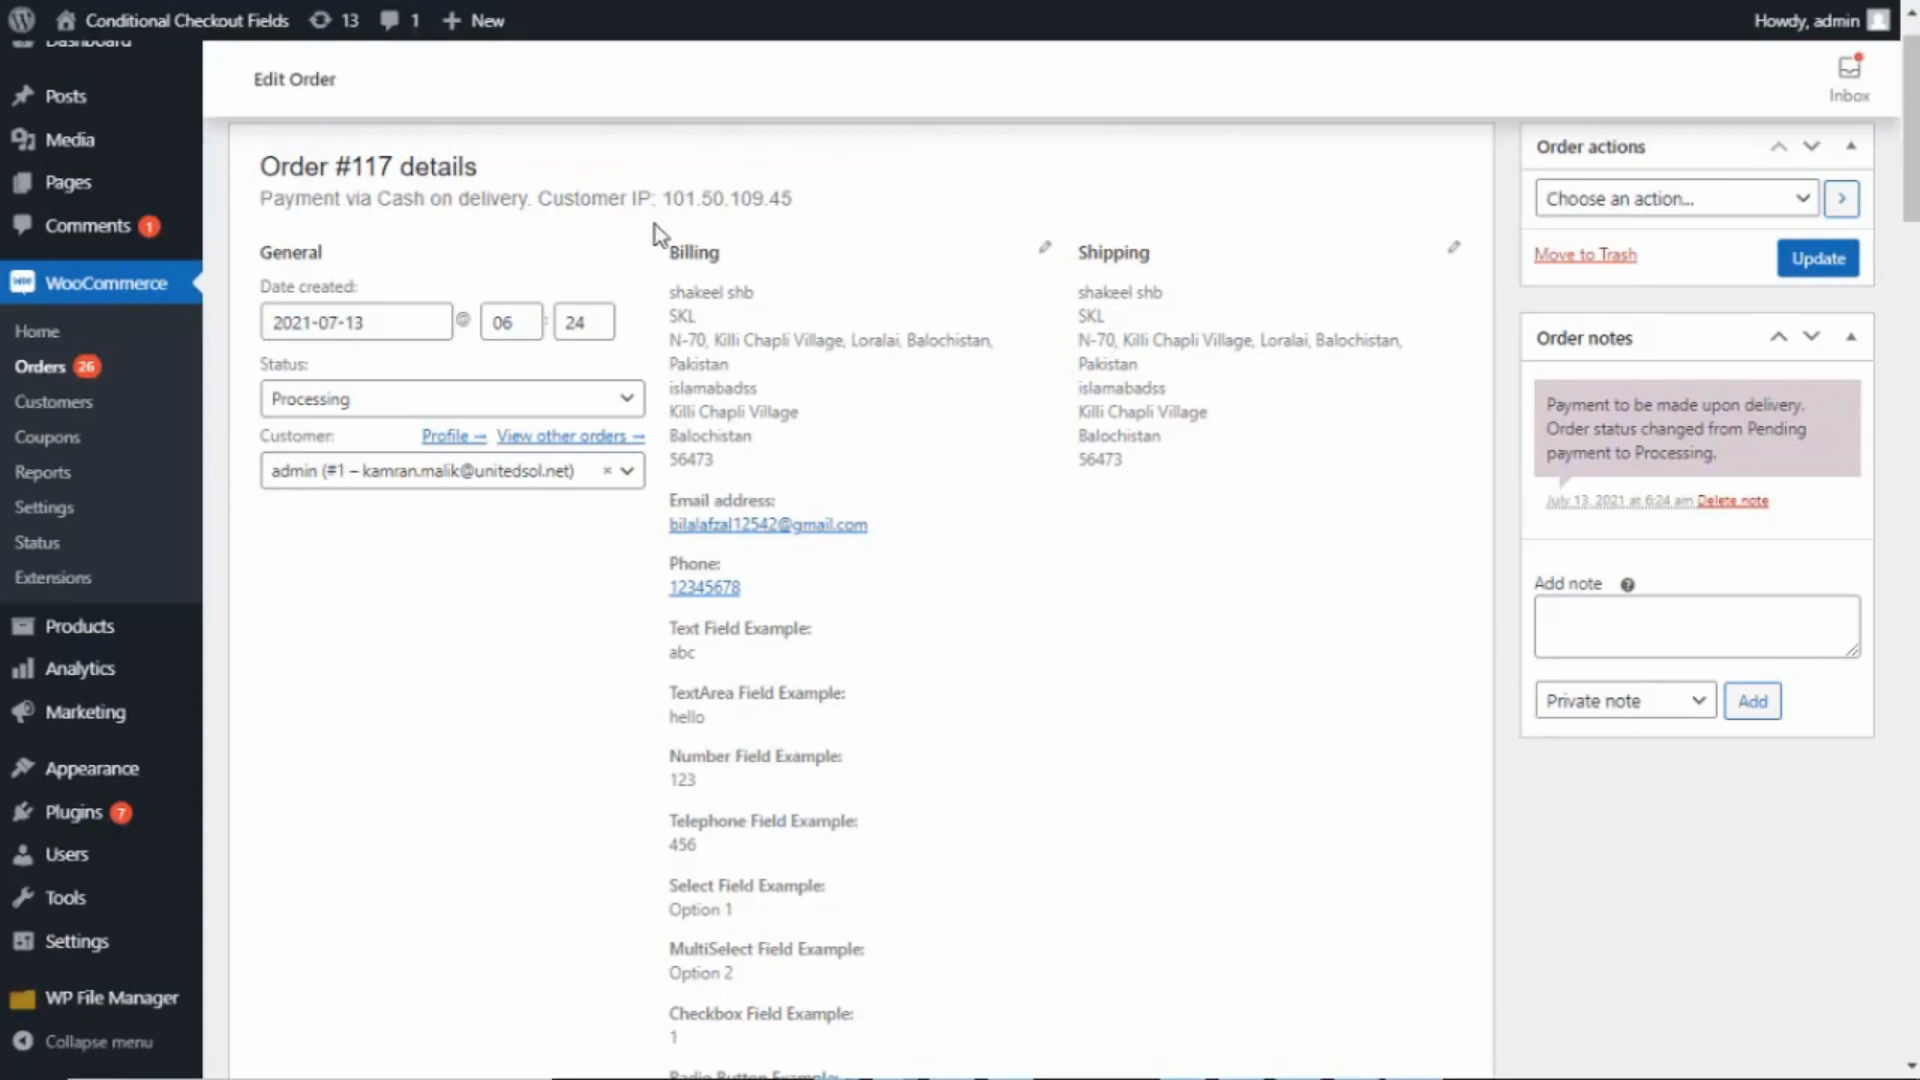 Conditional Checkout Fields 13 1 New Howdy, admin
Dashboard
Posts
Media
Pages
Comments 1
WooCommerce
Home
Orders 26
Customers
Coupons
Reports
Settings
Status
Extensions
Products
Analytics
Marketing
Appearance
Plugins 7
Users
Tools
Settings
WP File Manager
Collapse menu
Edit Order
Inbox
Order #117 details
Payment via Cash on delivery. Customer IP: 101.50.109.45
General
Date created:
2021-07-13 @ 06 : 24
Status:
Processing
Customer: Profile → View other orders →
admin (#1 – kamran.malik@unitedsol.net) ×
Billing
shakeel shb
SKL
N-70, Killi Chapli Village, Loralai, Balochistan,
Pakistan
islamabadss
Killi Chapli Village
Balochistan
56473
Email address:
bilalafzal12542@gmail.com
Phone:
12345678
Text Field Example:
abc
TextArea Field Example:
hello
Number Field Example:
123
Telephone Field Example:
456
Select Field Example:
Option 1
MultiSelect Field Example:
Option 2
Checkbox Field Example:
1
Radio Button Example:
Shipping
shakeel shb
SKL
N-70, Killi Chapli Village, Loralai, Balochistan,
Pakistan
islamabadss
Killi Chapli Village
Balochistan
56473
Order actions
Choose an action...
Move to Trash Update
Order notes
Payment to be made upon delivery.
Order status changed from Pending
payment to Processing.
July 13, 2021 at 6:24 am Delete note
Add note ?
Private note Add